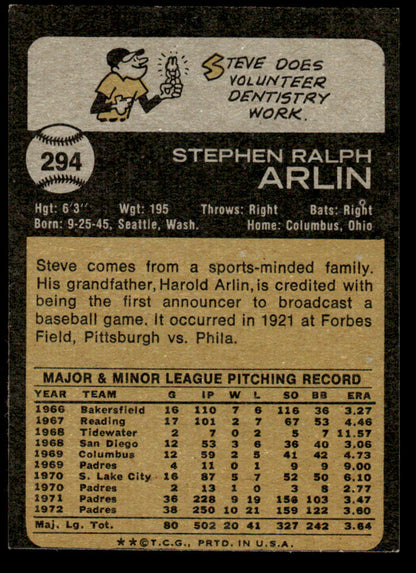 STEVE DOES
VOLUNTEER
DENTISTRY
WORK.
294
STEPHEN RALPH
ARLIN
Hgt: 6'3" Wgt: 195 Throws: Right Bats: Right
Born: 9-25-45, Seattle, Wash. Home: Columbus, Ohio
Steve comes from a sports-minded family.
His grandfather, Harold Arlin, is credited with
being the first announcer to broadcast a
baseball game. It occurred in 1921 at Forbes
Field, Pittsburgh vs. Phila.
MAJOR & MINOR LEAGUE PITCHING RECORD
YEAR TEAM G IP W L SO BB ERA
1966 Bakersfield 16 110 7 6 116 36 3.27
1967 Reading 17 101 2 7 67 53 4.46
1968 Tidewater 2 7 0 2 5 7 11.57
1968 San Diego 12 53 3 6 36 40 3.06
1969 Columbus 12 59 2 5 41 42 4.73
1969 Padres 4 11 0 1 9 9 9.00
1970 S. Lake City 16 87 5 7 52 50 6.10
1970 Padres 2 13 1 0 3 8 2.77
1971 Padres 36 228 9 19 156 103 3.47
1972 Padres 38 250 10 21 159 122 3.60
Maj. Lg. Tot. 80 502 20 41 327 242 3.64
★★©T.C.G., PRTD. IN U.S.A.